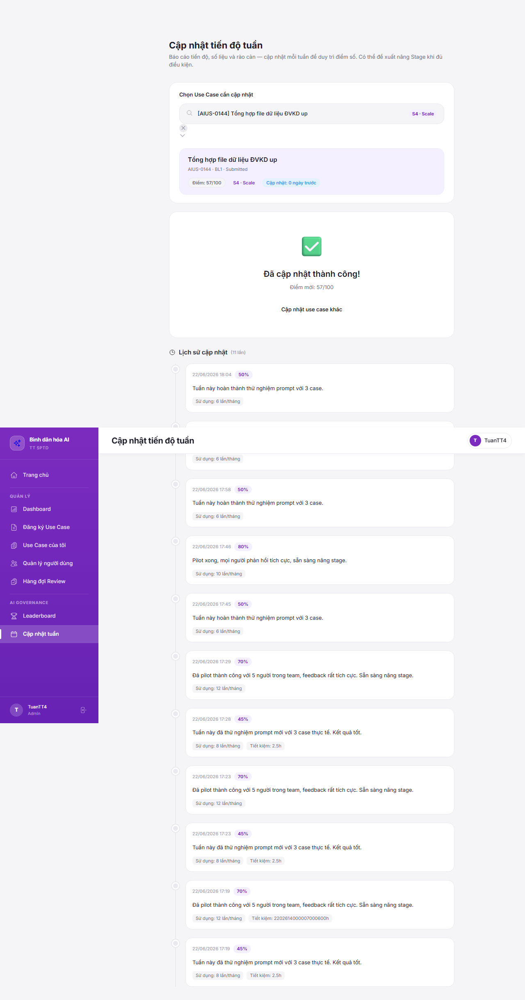 Cập nhật tiến độ tuần
Báo cáo tiến độ, số liệu và rào cản — cập nhật mỗi tuần để duy trì điểm số. Có thể đề xuất nâng Stage khi đủ
điều kiện.
Chọn Use Case cần cập nhật
[AIUS-0144] Tổng hợp file dữ liệu ĐVKD up
S4 · Scale
Tổng hợp file dữ liệu ĐVKD up
AIUS-0144 · BL1 · Submitted
Điểm: 57/100
S4 · Scale
Cập nhật: 0 ngày trước
Đã cập nhật thành công!
Điểm mới: 57/100
Cập nhật use case khác
Lịch sử cập nhật (11 lần)
22/06/2026 18:04 50%
Tuần này hoàn thành thử nghiệm prompt với 3 case.
Sử dụng: 6 lần/tháng
Bình dân hóa AI
TT SPTD
Cập nhật tiến độ tuần
T TuanTT4
Sử dụng: 6 lần/tháng
Trang chủ
QUẢN LÝ
Dashboard
Đăng ký Use Case
Use Case của tôi
Quản lý người dùng
Hàng đợi Review
AI GOVERNANCE
Leaderboard
Cập nhật tuần
T TuanTT4
Admin
22/06/2026 17:58 50%
Tuần này hoàn thành thử nghiệm prompt với 3 case.
Sử dụng: 6 lần/tháng
22/06/2026 17:46 80%
Pilot xong, mọi người phản hồi tích cực, sẵn sàng nâng stage.
Sử dụng: 10 lần/tháng
22/06/2026 17:45 50%
Tuần này hoàn thành thử nghiệm prompt với 3 case.
Sử dụng: 6 lần/tháng
22/06/2026 17:29 70%
Đã pilot thành công với 5 người trong team, feedback rất tích cực. Sẵn sàng nâng stage.
Sử dụng: 12 lần/tháng
22/06/2026 17:28 45%
Tuần này đã thử nghiệm prompt mới với 3 case thực tế. Kết quả tốt.
Sử dụng: 8 lần/tháng Tiết kiệm: 2.5h
22/06/2026 17:23 70%
Đã pilot thành công với 5 người trong team, feedback rất tích cực. Sẵn sàng nâng stage.
Sử dụng: 12 lần/tháng
22/06/2026 17:23 45%
Tuần này đã thử nghiệm prompt mới với 3 case thực tế. Kết quả tốt.
Sử dụng: 8 lần/tháng Tiết kiệm: 2.5h
22/06/2026 17:19 70%
Đã pilot thành công với 5 người trong team, feedback rất tích cực. Sẵn sàng nâng stage.
Sử dụng: 12 lần/tháng Tiết kiệm: 2202614000007000600h
22/06/2026 17:19 45%
Tuần này đã thử nghiệm prompt mới với 3 case thực tế. Kết quả tốt.
Sử dụng: 8 lần/tháng Tiết kiệm: 2.5h